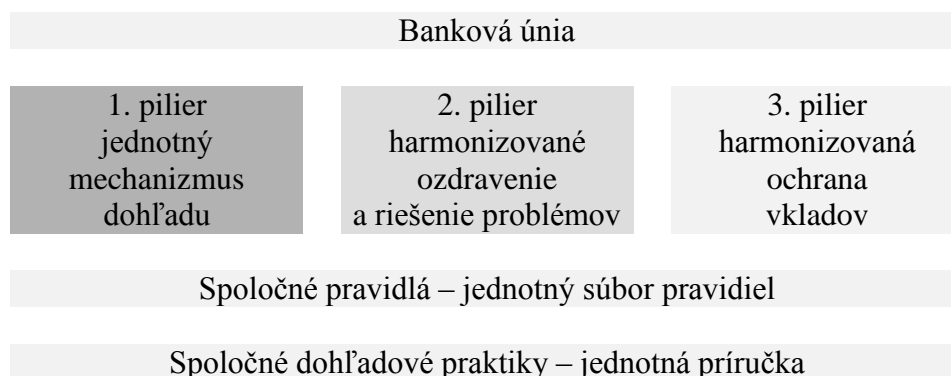 Banková únia
1. pilier
jednotný
mechanizmus
dohľadu
2. pilier
harmonizované
ozdravenie
a riešenie problémov
3. pilier
harmonizovaná
ochrana
vkladov
Spoločné pravidlá – jednotný súbor pravidiel
Spoločné dohľadové praktiky – jednotná príručka